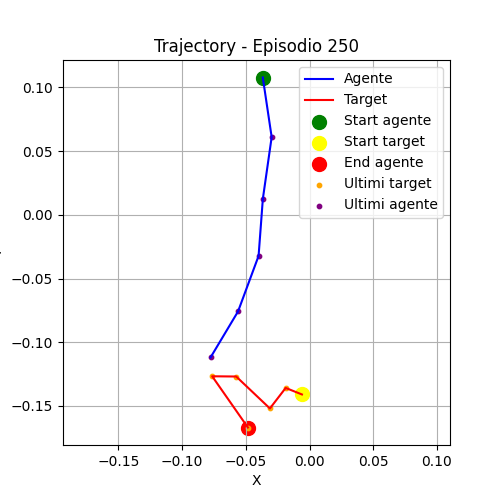 Trajectory - Episodio 250
Agente
Target
Start agente
Start target
End agente
Ultimi target
Ultimi agente
0.10
0.05
0.00
−0.05
−0.10
−0.15
−0.15
−0.10
−0.05
0.00
0.05
0.10
X